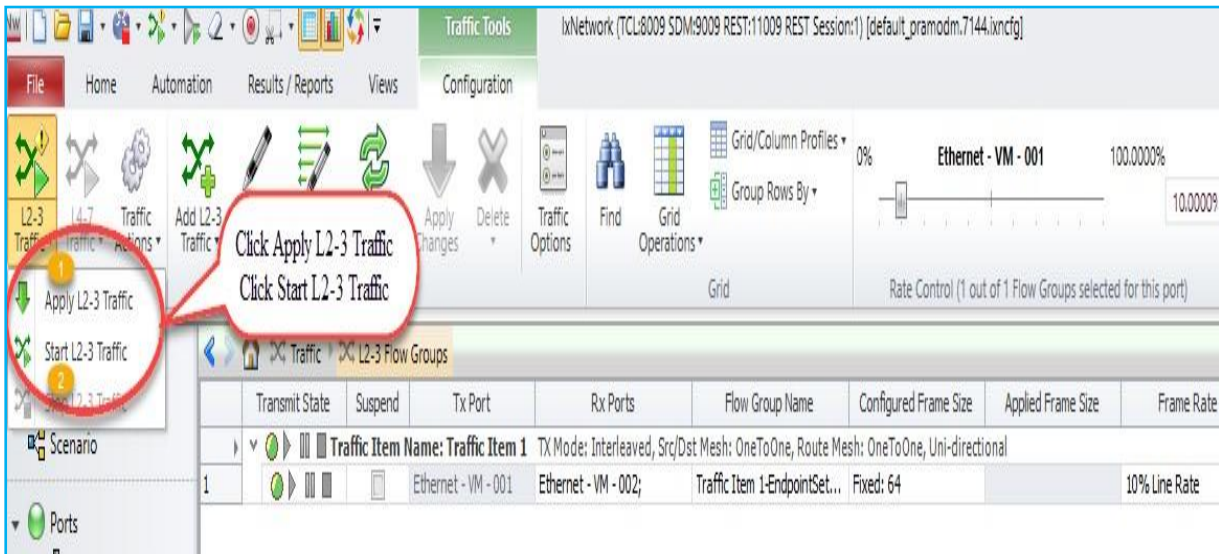 Traffic Tools
IxNetwork (TCL:8009 SDM:9009 REST:11009 REST Session:1) [default_pramodm.7144.ixncfg]
File Home Automation Results / Reports Views Configuration
L2-3 Traffic
L4-7 Traffic
Traffic Actions
Add L2-3 Traffic
Apply Changes
Delete
Traffic Options
Find
Grid Operations
Grid/Column Profiles
Group Rows By
Grid
0% Ethernet - VM - 001 100.0000%
10.0000%
Rate Control (1 out of 1 Flow Groups selected for this port)
Click Apply L2-3 Traffic
Click Start L2-3 Traffic
1
Apply L2-3 Traffic
Start L2-3 Traffic
2
L2-3 Traffic
Scenario
Ports
Traffic L2-3 Flow Groups
Transmit State Suspend Tx Port Rx Ports Flow Group Name Configured Frame Size Applied Frame Size Frame Rate
Traffic Item Name: Traffic Item 1 TX Mode: Interleaved, Src/Dst Mesh: OneToOne, Route Mesh: OneToOne, Uni-directional
1 Ethernet - VM - 001 Ethernet - VM - 002; Traffic Item 1-EndpointSet... Fixed: 64 10% Line Rate